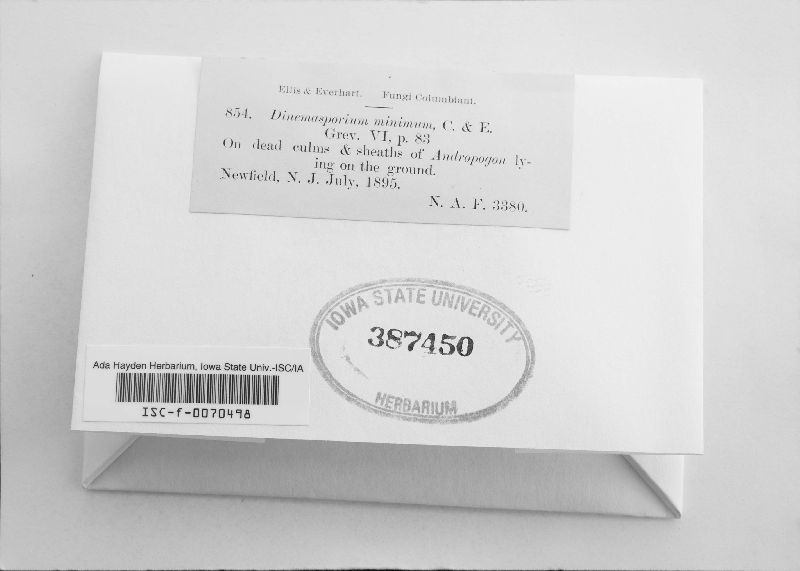 Ellis & Everhart. Fungi Columbiani.
854. Dinemasporium minimum, C. & E.
Grev. VI, p. 83
On dead culms & sheaths of Andropogon ly-
ing on the ground.
Newfield, N. J. July, 1895.
N. A. F. 3380.
IOWA STATE UNIVERSITY
387450
HERBARIUM
Ada Hayden Herbarium, Iowa State Univ.-ISC/IA
ISC-f-0070498